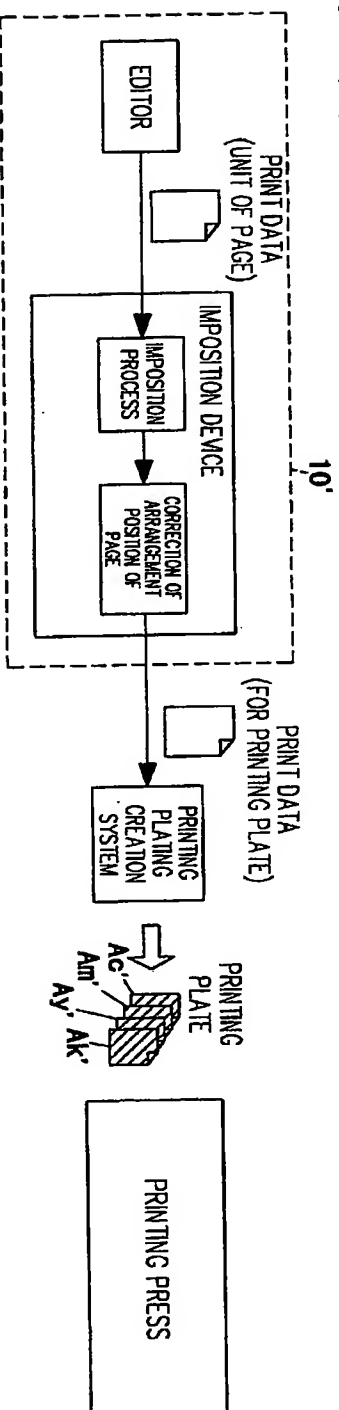 10'
EDITOR
PRINT DATA
(UNIT OF PAGE)
IMPOSITION DEVICE
IMPOSITION
PROCESS
CORRECTION OF
ARRANGEMENT
POSITION OF
PAGE
PRINT DATA
(FOR PRINTING PLATE)
PRINTING
PLATING
CREATION
SYSTEM
PRINTING
PLATE
Ac'
Am'
Ay' Ak'
PRINTING PRESS